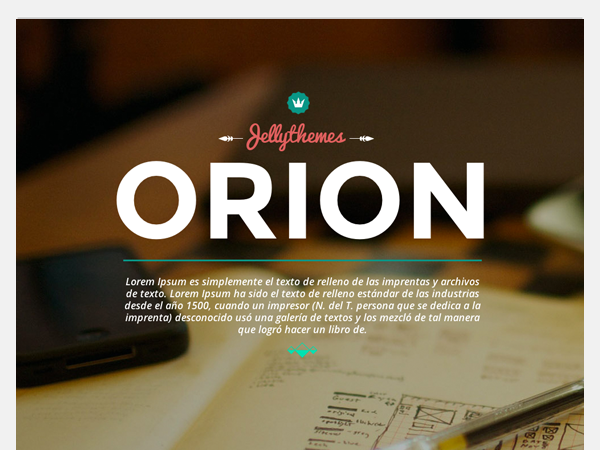 Jellythemes
ORION
Lorem Ipsum es simplemente el texto de relleno de las imprentas y archivos
de texto. Lorem Ipsum ha sido el texto de relleno estándar de las industrias
desde el año 1500, cuando un impresor (N. del T. persona que se dedica a la
imprenta) desconocido usó una galería de textos y los mezcló de tal manera
que logró hacer un libro de.